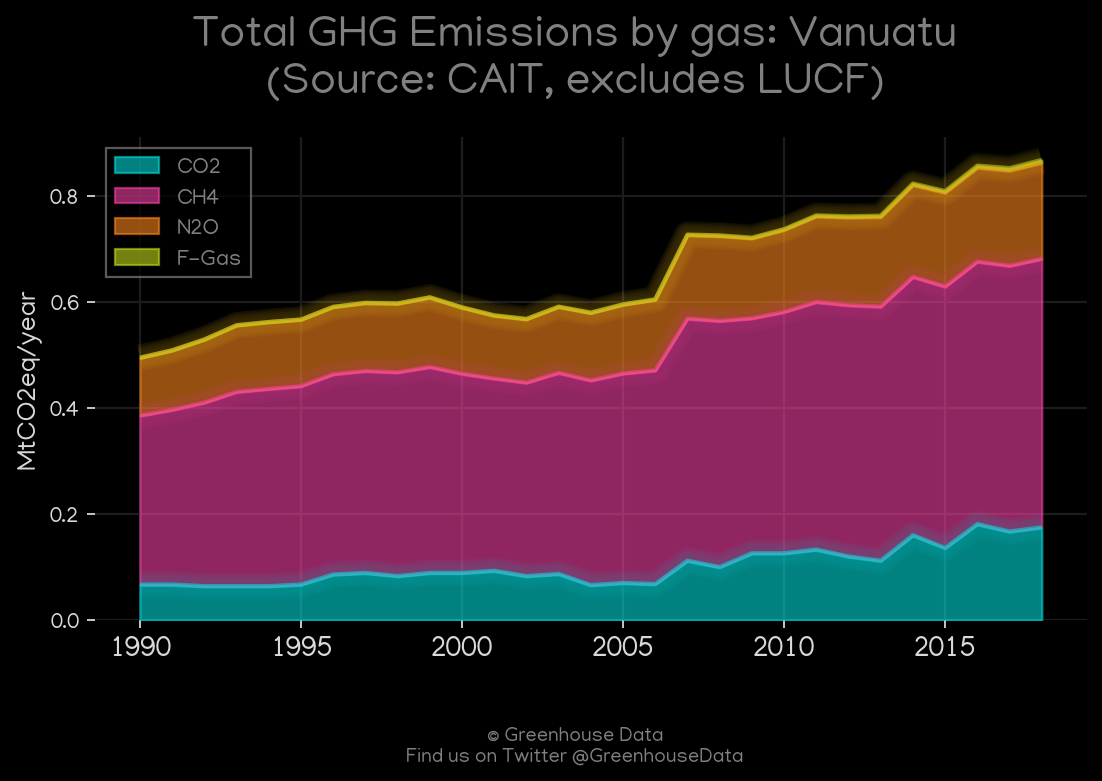 Total GHG Emissions by gas: Vanuatu
(Source: CAIT, excludes LUCF)
CO2
CH4
N2O
F-Gas
MtCO2eq/year
0.8
0.6
0.4
0.2
0.0
1990 1995 2000 2005 2010 2015
© Greenhouse Data
Find us on Twitter @GreenhouseData